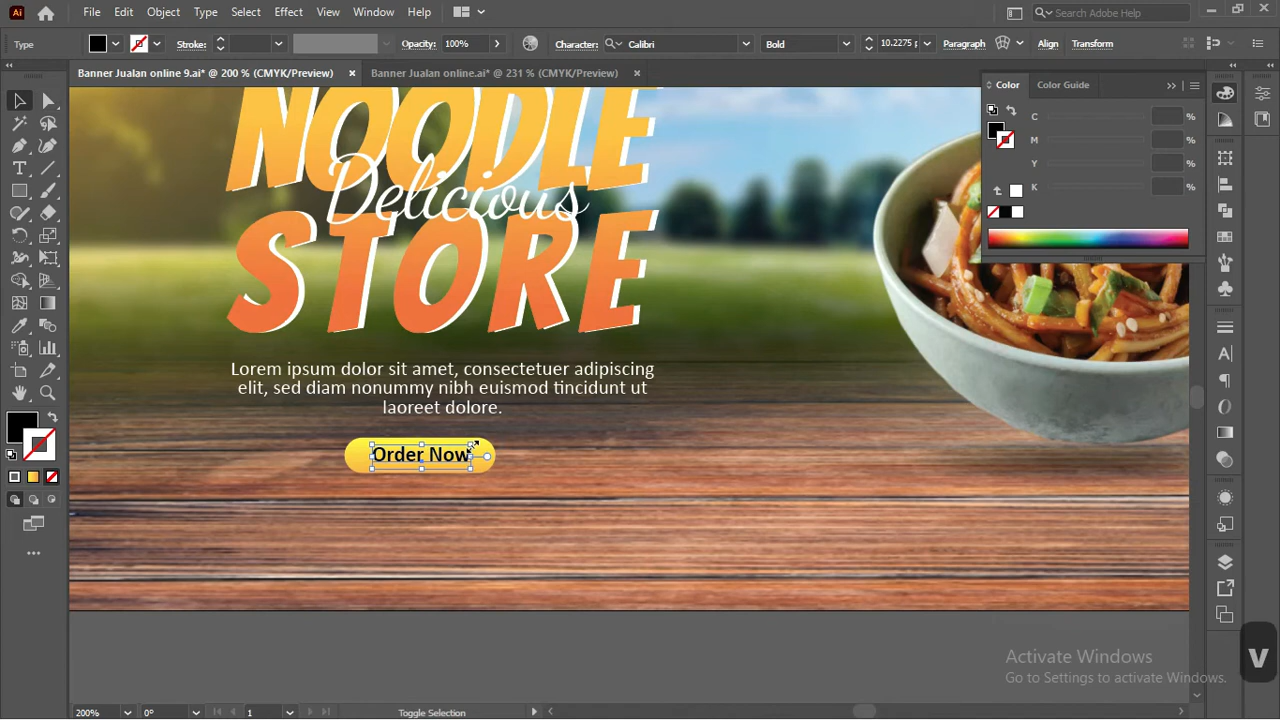 Ai File Edit Object Type Select Effect View Window Help Search Adobe Help
Type Stroke: Opacity: 100% Character: Calibri Bold 10.2275 p Paragraph Align Transform
Banner Jualan online 9.ai* @ 200 % (CMYK/Preview) × Banner Jualan online.ai* @ 231 % (CMYK/Preview) ×
Color Color Guide
C %
M %
Y %
K %
NOODLE
Delicious
STORE
Lorem ipsum dolor sit amet, consectetuer adipiscing
elit, sed diam nonummy nibh euismod tincidunt ut
laoreet dolore.
Order Now
Activate Windows
Go to Settings to activate Windows.
V
200% 0° 1 Toggle Selection